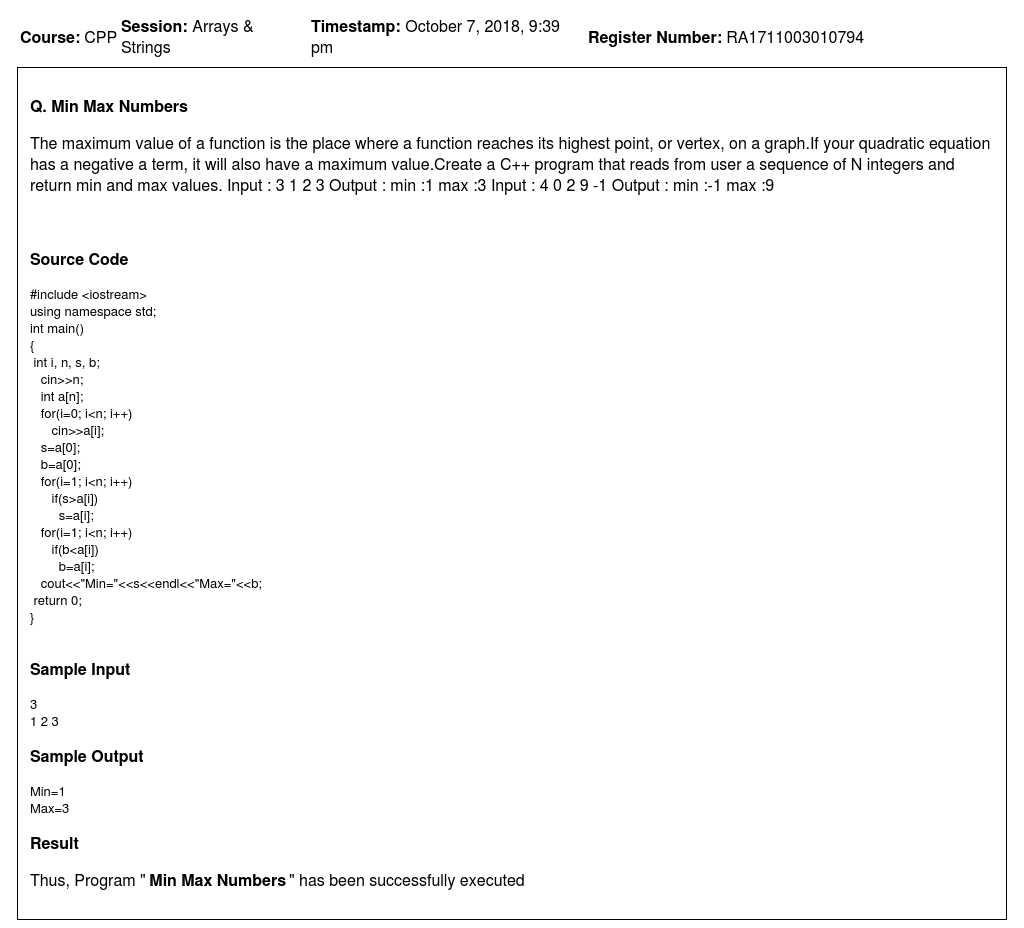 Course: CPP Session: Arrays & Strings Timestamp: October 7, 2018, 9:39 pm Register Number: RA1711003010794
Q. Min Max Numbers
The maximum value of a function is the place where a function reaches its highest point, or vertex, on a graph.If your quadratic equation
has a negative a term, it will also have a maximum value.Create a C++ program that reads from user a sequence of N integers and
return min and max values. Input : 3 1 2 3 Output : min :1 max :3 Input : 4 0 2 9 -1 Output : min :-1 max :9
Source Code
#include <iostream>
using namespace std;
int main()
{
 int i, n, s, b;
   cin>>n;
   int a[n];
   for(i=0; i<n; i++)
      cin>>a[i];
   s=a[0];
   b=a[0];
   for(i=1; i<n; i++)
      if(s>a[i])
        s=a[i];
   for(i=1; i<n; i++)
      if(b<a[i])
        b=a[i];
   cout<<"Min="<<s<<endl<<"Max="<<b;
 return 0;
}
Sample Input
3
1 2 3
Sample Output
Min=1
Max=3
Result
Thus, Program " Min Max Numbers " has been successfully executed